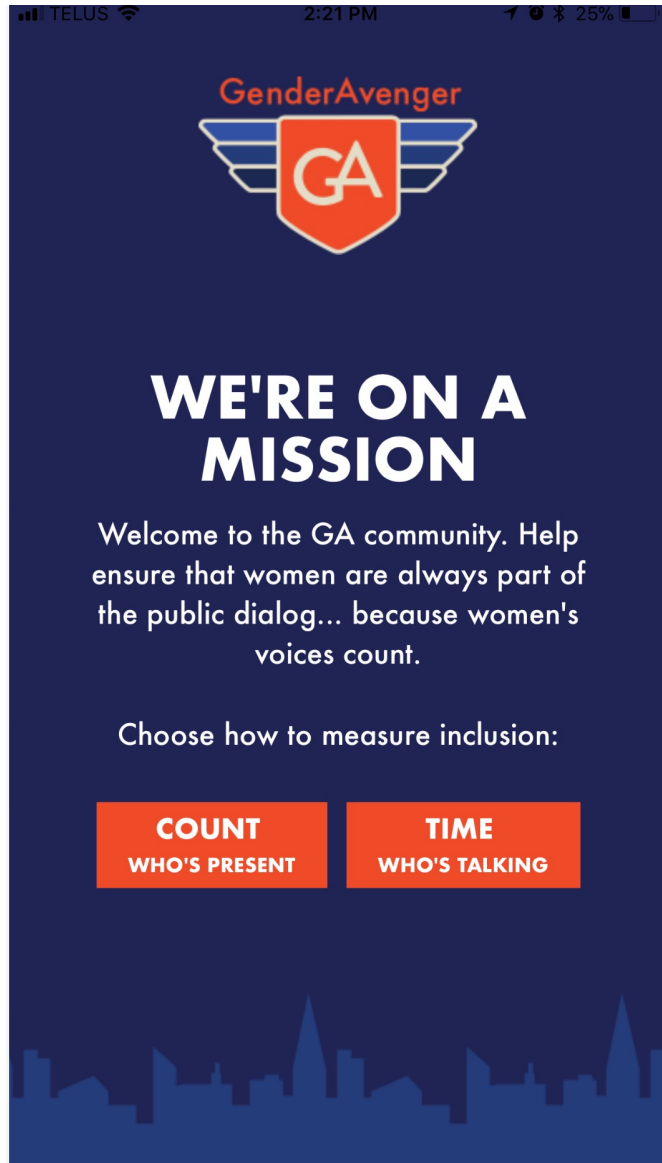 TELUS 2:21 PM 25%
GenderAvenger
GA
WE'RE ON A
MISSION
Welcome to the GA community. Help
ensure that women are always part of
the public dialog... because women's
voices count.
Choose how to measure inclusion:
COUNT
WHO'S PRESENT
TIME
WHO'S TALKING